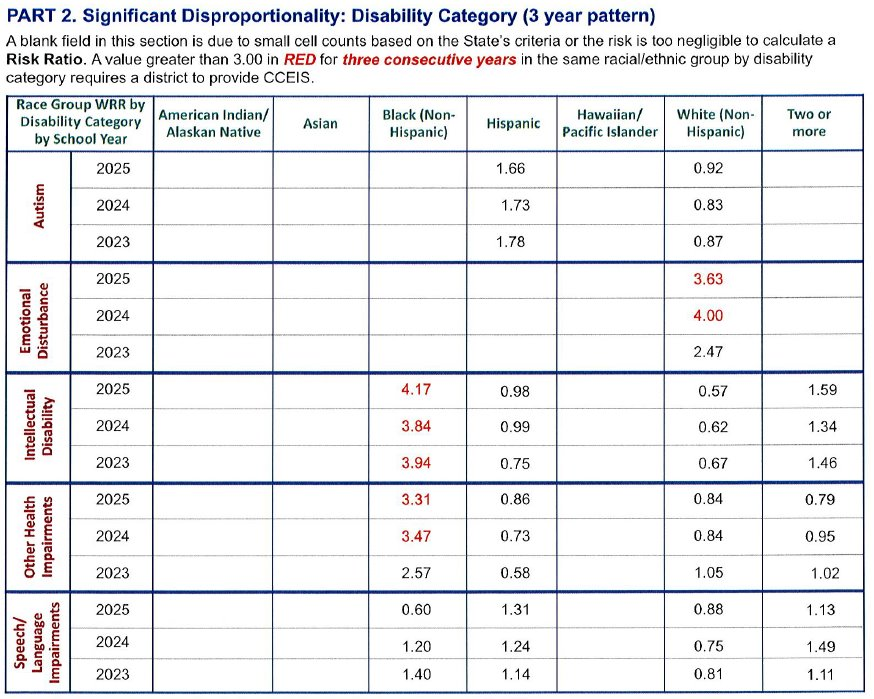 PART 2. Significant Disproportionality: Disability Category (3 year pattern)
A blank field in this section is due to small cell counts based on the State's criteria or the risk is too negligible to calculate a
Risk Ratio. A value greater than 3.00 in RED for three consecutive years in the same racial/ethnic group by disability
category requires a district to provide CCEIS.
Race Group WRR by Disability Category by School Year American Indian/ Alaskan Native Asian Black (Non-Hispanic) Hispanic Hawaiian/ Pacific Islander White (Non-Hispanic) Two or more
Autism
2025 1.66 0.92
2024 1.73 0.83
2023 1.78 0.87
Emotional Disturbance
2025 3.63
2024 4.00
2023 2.47
Intellectual Disability
2025 4.17 0.98 0.57 1.59
2024 3.84 0.99 0.62 1.34
2023 3.94 0.75 0.67 1.46
Other Health Impairments
2025 3.31 0.86 0.84 0.79
2024 3.47 0.73 0.84 0.95
2023 2.57 0.58 1.05 1.02
Speech/ Language Impairments
2025 0.60 1.31 0.88 1.13
2024 1.20 1.24 0.75 1.49
2023 1.40 1.14 0.81 1.11